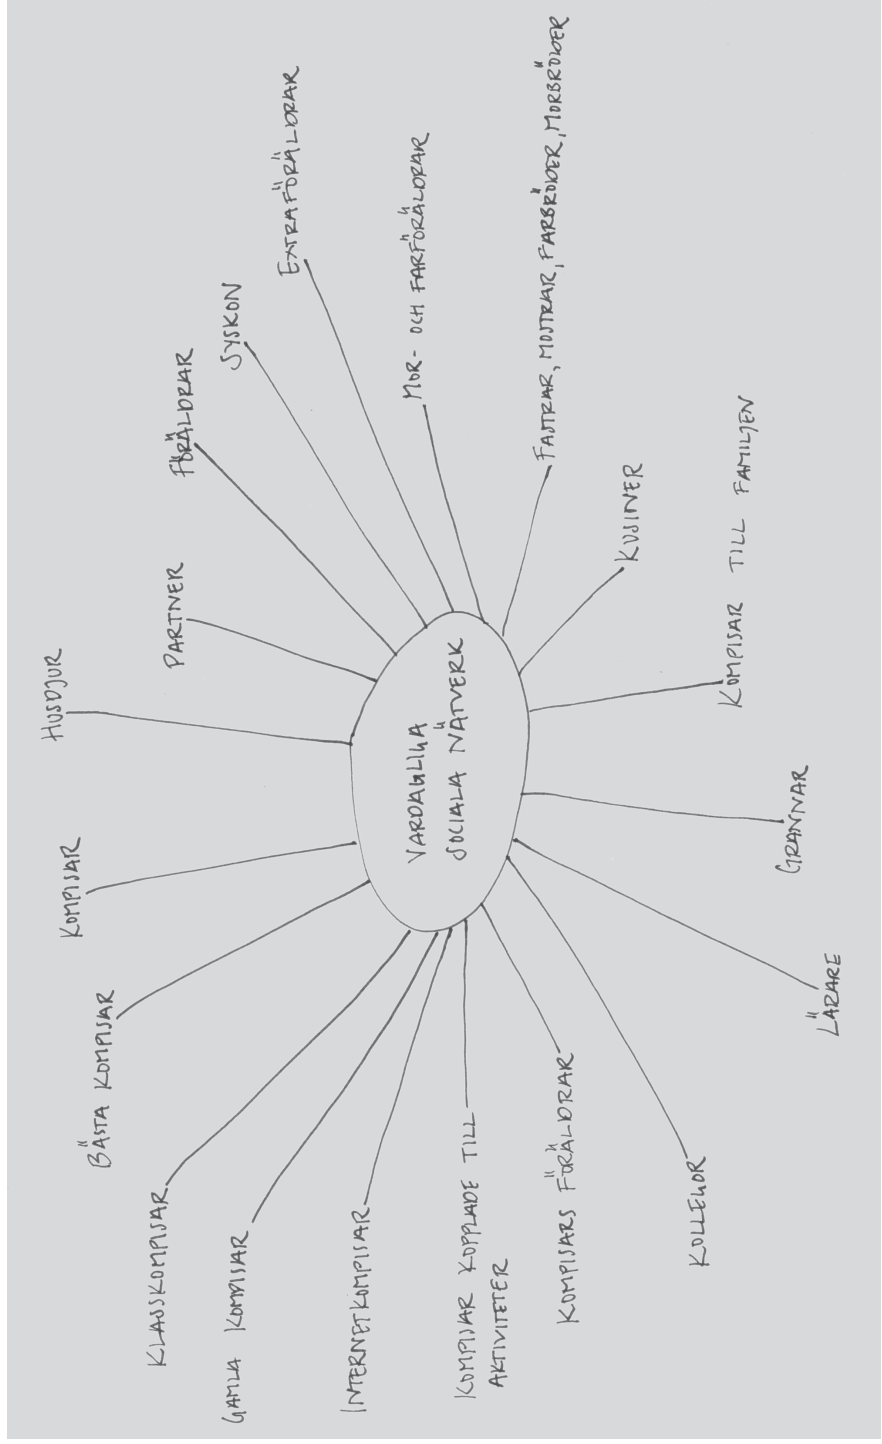 VARDAGLIGA
SOCIALA NÄTVERK
HUSDJUR
PARTNER
FÖRÄLDRAR
SYSKON
EXTRAFÖRÄLDRAR
MOR- OCH FARFÖRÄLDRAR
FASTRAR, MOSTRAR, FARBRÖDER, MORBRÖDER
KUSINER
KOMPISAR TILL FAMILJEN
GRANNAR
LÄRARE
KOLLEGOR
KOMPISARS FÖRÄLDRAR
KOMPISAR KOPPLADE TILL
AKTIVITETER
INTERNETKOMPISAR
GAMLA KOMPISAR
KLASSKOMPISAR
BÄSTA KOMPISAR
KOMPISAR